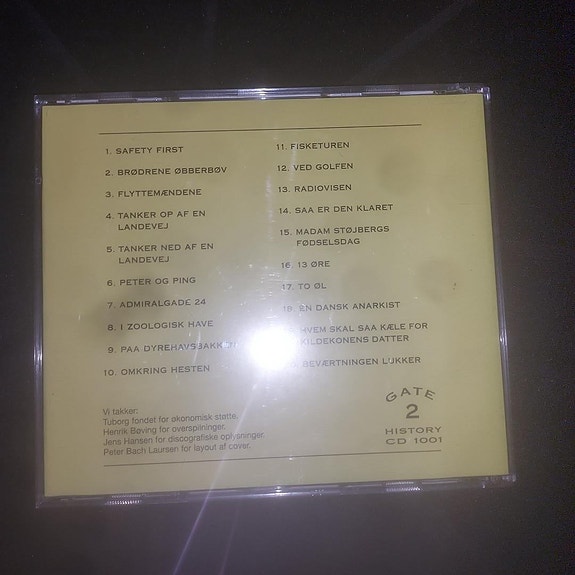 1. SAFETY FIRST
2. BRØDRENE ØBBERBØV
3. FLYTTEMÆNDENE
4. TANKER OP AF EN
LANDEVEJ
5. TANKER NED AF EN
LANDEVEJ
6. PETER OG PING
7. ADMIRALGADE 24
8. I ZOOLOGISK HAVE
9. PAA DYREHAVSBAKKEN
10. OMKRING HESTEN
11. FISKETUREN
12. VED GOLFEN
13. RADIOVISEN
14. SAA ER DEN KLARET
15. MADAM STØJBERGS
FØDSELSDAG
16. 13 ØRE
17. TO ØL
18. EN DANSK ANARKIST
HVEM SKAL SAA KÆLE FOR
KILDEKONENS DATTER
BEVÆRTNINGEN LUKKER
Vi takker:
Tuborg fondet for økonomisk støtte.
Henrik Bøving for overspilninger.
Jens Hansen for discografiske oplysninger.
Peter Bach Laursen for layout af cover.
GATE
2
HISTORY
CD 1001